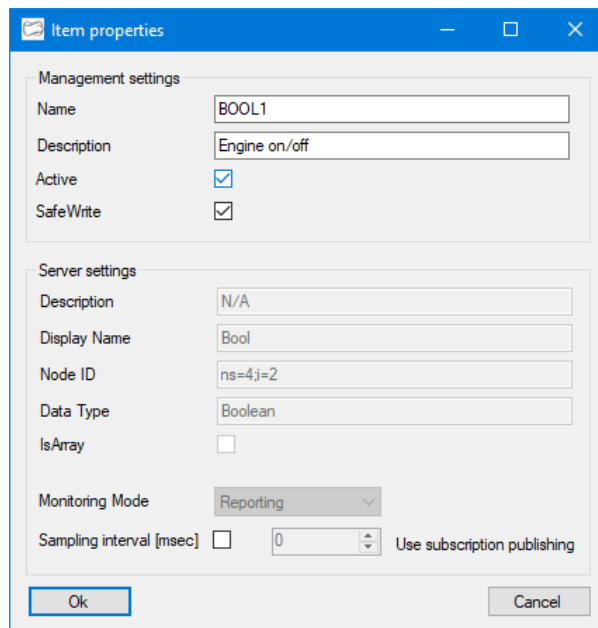 Item properties
Management settings
Name BOOL1
Description Engine on/off
Active
SafeWrite
Server settings
Description N/A
Display Name Bool
Node ID ns=4;i=2
Data Type Boolean
IsArray
Monitoring Mode Reporting
Sampling interval [msec] 0 Use subscription publishing
Ok Cancel